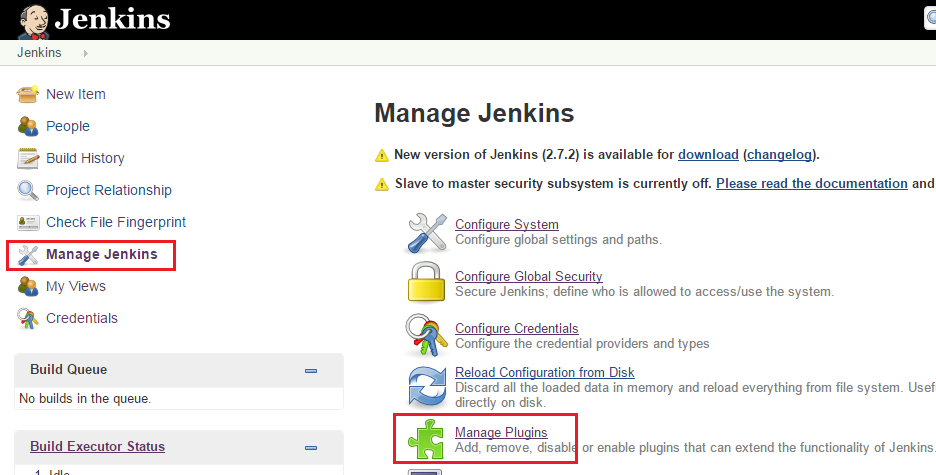 Jenkins
Jenkins
New Item
People
Build History
Project Relationship
Check File Fingerprint
Manage Jenkins
My Views
Credentials
Build Queue
No builds in the queue.
Build Executor Status
1 Idle
Manage Jenkins
New version of Jenkins (2.7.2) is available for download (changelog).
Slave to master security subsystem is currently off. Please read the documentation and
Configure System
Configure global settings and paths.
Configure Global Security
Secure Jenkins; define who is allowed to access/use the system.
Configure Credentials
Configure the credential providers and types
Reload Configuration from Disk
Discard all the loaded data in memory and reload everything from file system. Usef
directly on disk.
Manage Plugins
Add, remove, disable or enable plugins that can extend the functionality of Jenkins.